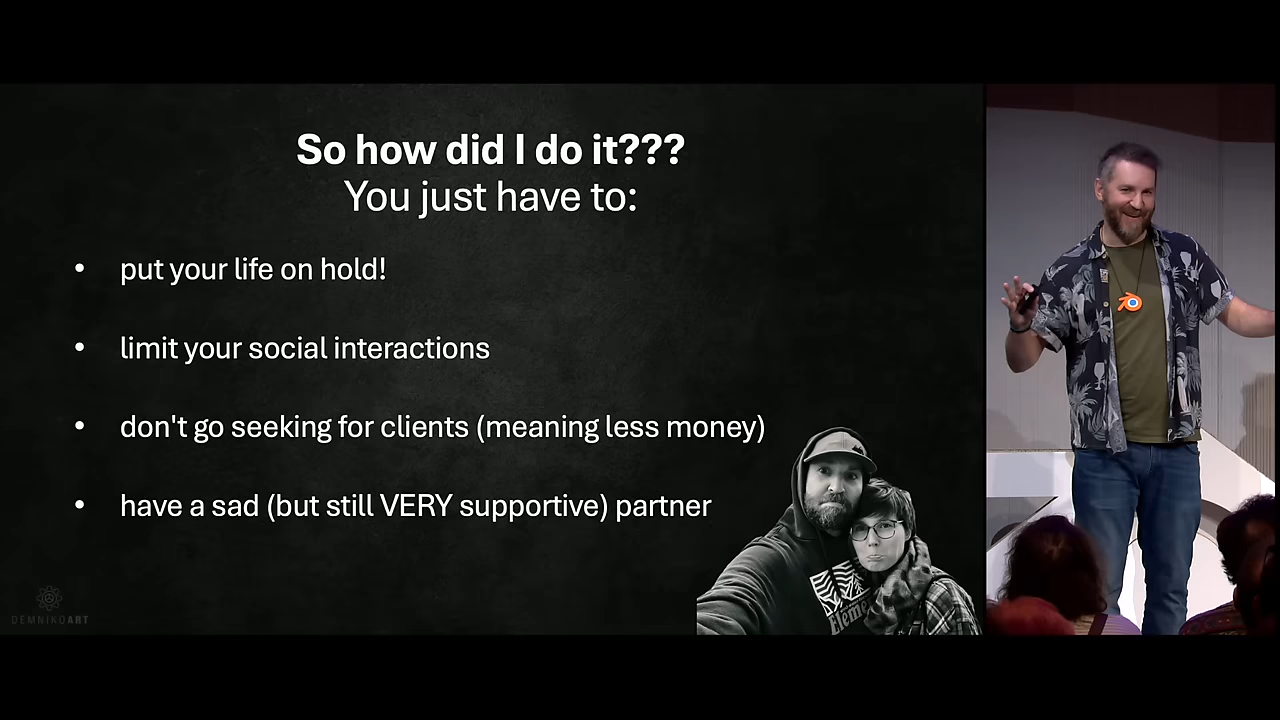 So how did I do it???
You just have to:
• put your life on hold!
• limit your social interactions
• don't go seeking for clients (meaning less money)
• have a sad (but still VERY supportive) partner
Eleme
DEMNIKOART